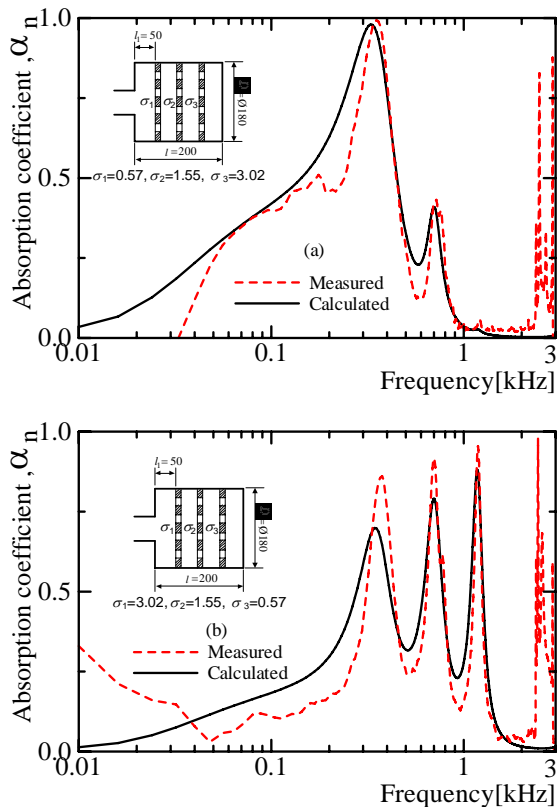 1.0
l₁=50
σ₁ σ₂ σ₃
D=Ø180
l=200
σ₁=0.57, σ₂=1.55, σ₃=3.02
0.5
(a)
Measured
Calculated
0.0
0.01 0.1 1 3
Absorption coefficient ,αn
Frequency[kHz]
1.0
l₁=50
σ₁ σ₂ σ₃
D=Ø180
l=200
σ₁=3.02, σ₂=1.55, σ₃=0.57
0.5
(b)
Measured
Calculated
0.0
0.01 0.1 1 3
Absorption coefficient ,αn
Frequency[kHz]